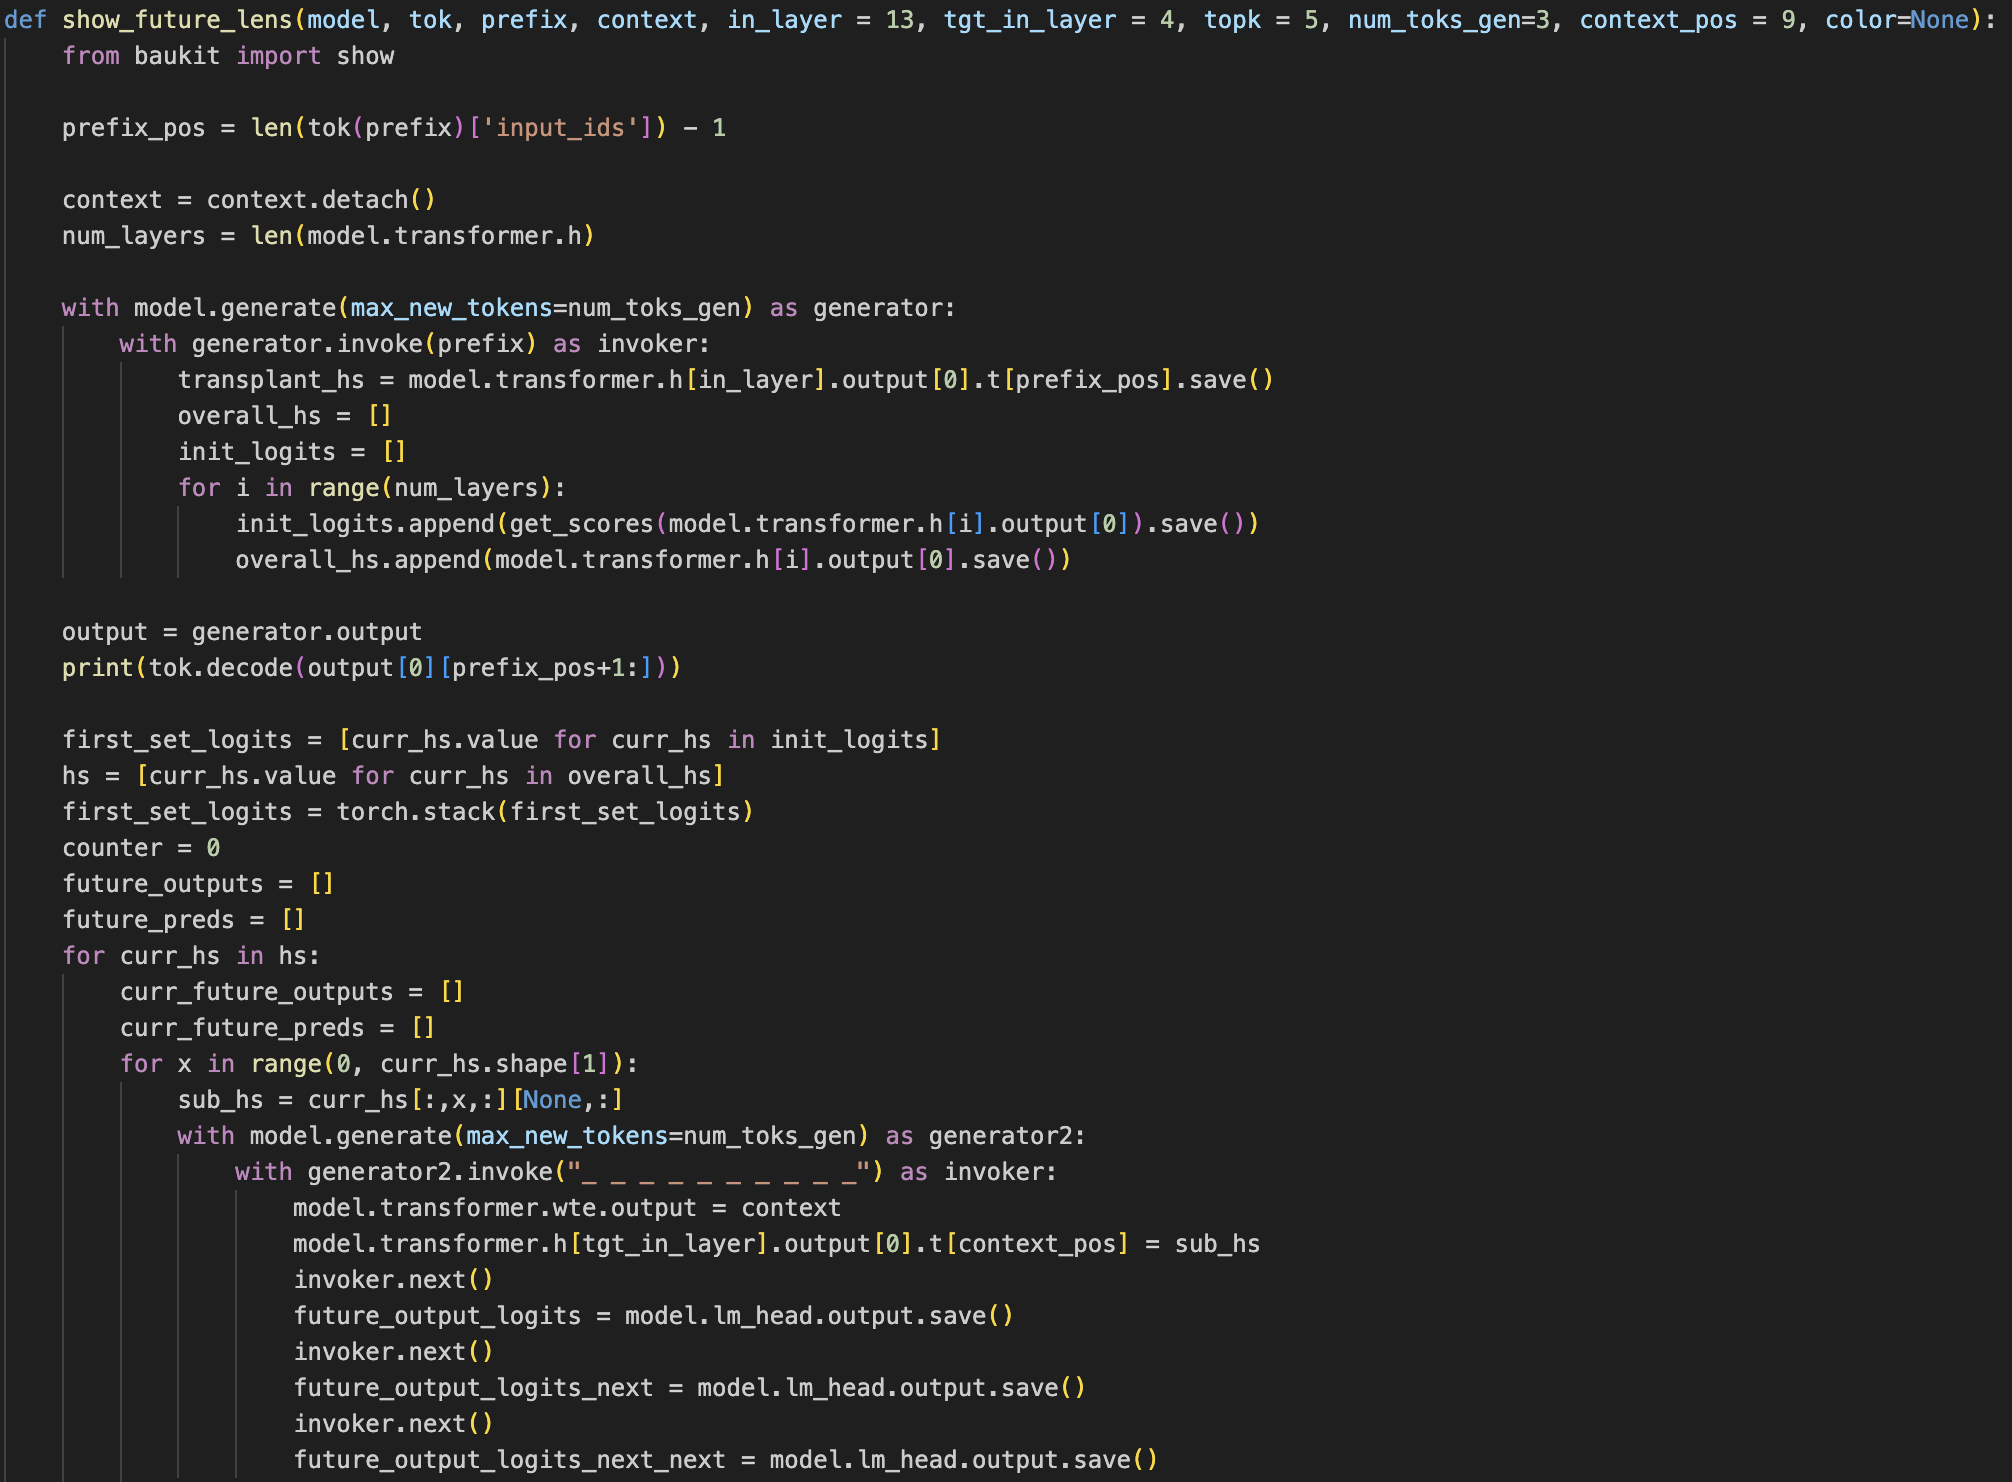 def show_future_lens(model, tok, prefix, context, in_layer = 13, tgt_in_layer = 4, topk = 5, num_toks_gen=3, context_pos = 9, color=None):
    from baukit import show

    prefix_pos = len(tok(prefix)['input_ids']) - 1

    context = context.detach()
    num_layers = len(model.transformer.h)

    with model.generate(max_new_tokens=num_toks_gen) as generator:
        with generator.invoke(prefix) as invoker:
            transplant_hs = model.transformer.h[in_layer].output[0].t[prefix_pos].save()
            overall_hs = []
            init_logits = []
            for i in range(num_layers):
                init_logits.append(get_scores(model.transformer.h[i].output[0]).save())
                overall_hs.append(model.transformer.h[i].output[0].save())

    output = generator.output
    print(tok.decode(output[0][prefix_pos+1:]))

    first_set_logits = [curr_hs.value for curr_hs in init_logits]
    hs = [curr_hs.value for curr_hs in overall_hs]
    first_set_logits = torch.stack(first_set_logits)
    counter = 0
    future_outputs = []
    future_preds = []
    for curr_hs in hs:
        curr_future_outputs = []
        curr_future_preds = []
        for x in range(0, curr_hs.shape[1]):
            sub_hs = curr_hs[:,x,:][None,:]
            with model.generate(max_new_tokens=num_toks_gen) as generator2:
                with generator2.invoke("_ _ _ _ _ _ _ _ _ _") as invoker:
                    model.transformer.wte.output = context
                    model.transformer.h[tgt_in_layer].output[0].t[context_pos] = sub_hs
                    invoker.next()
                    future_output_logits = model.lm_head.output.save()
                    invoker.next()
                    future_output_logits_next = model.lm_head.output.save()
                    invoker.next()
                    future_output_logits_next_next = model.lm_head.output.save()